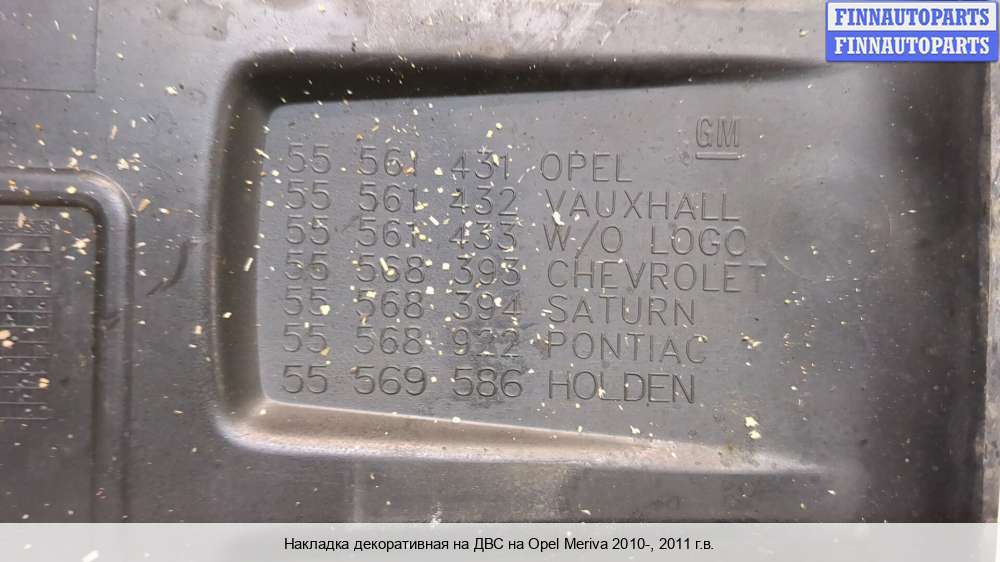 FINNAUTOPARTS
FINNAUTOPARTS
GM
55 561 431 OPEL
55 561 432 VAUXHALL
55 561 433 W/O LOGO
55 568 393 CHEVROLET
55 568 394 SATURN
55 568 922 PONTIAC
55 569 586 HOLDEN
Накладка декоративная на ДВС на Opel Meriva 2010-, 2011 г.в.